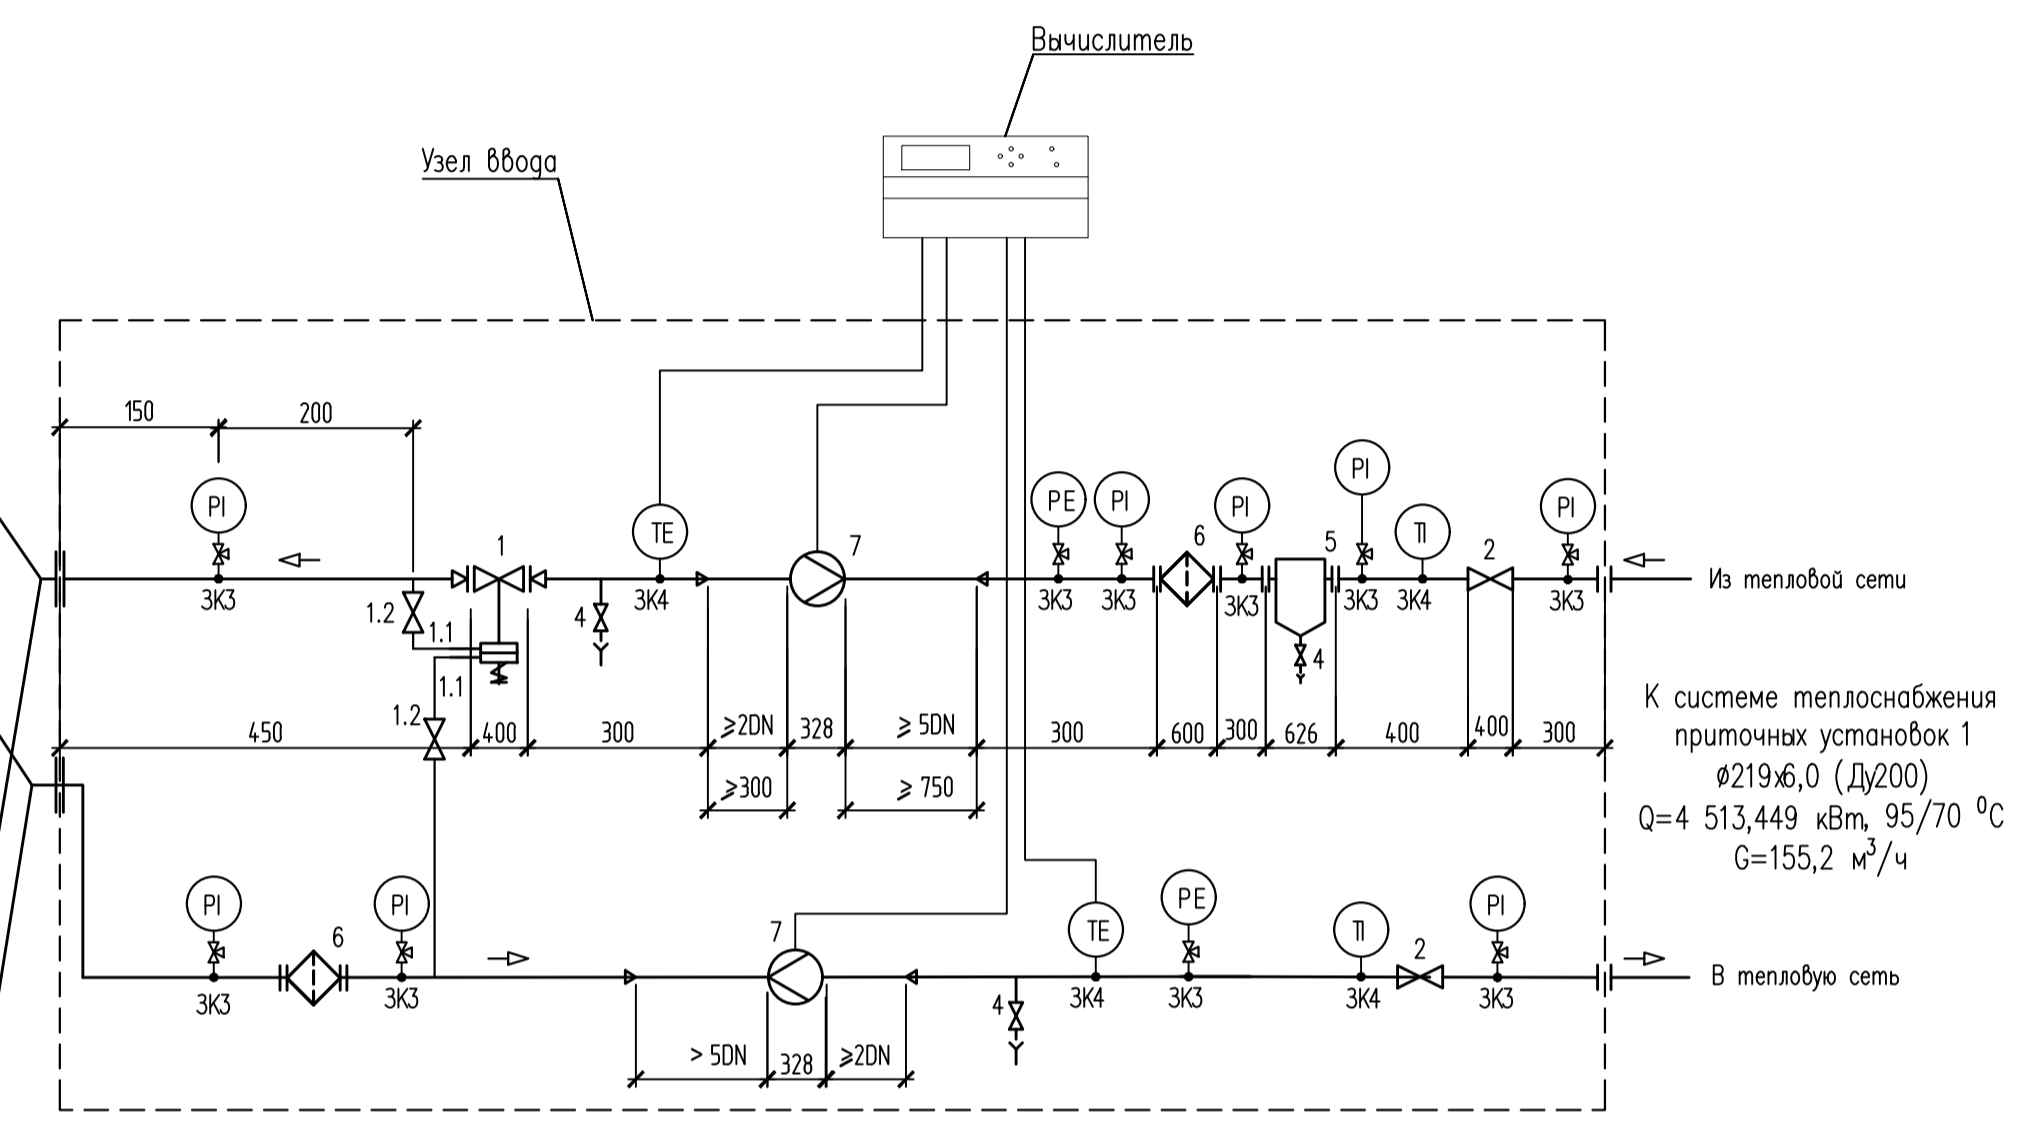 Вычислитель
Узел ввода
150
200
PI
TE
7
PE
PI
6
PI
5
PI
TI
2
PI
1
ЗК3
1.2
1.1
4
ЗК4
ЗК3
ЗК3
ЗК3
4
ЗК3
ЗК4
ЗК3
Из тепловой сети
1.1
1.2
450
400
300
≥2DN
328
≥ 5DN
300
600
300
626
400
400
300
≥300
≥ 750
К системе теплоснабжения
приточных установок 1
Ø219х6,0 (Ду200)
Q=4 513,449 кВт, 95/70 ⁰С
G=155,2 м³/ч
PI
6
PI
7
TE
PE
TI
2
PI
ЗК3
ЗК3
4
ЗК4
ЗК3
ЗК4
ЗК3
В тепловую сеть
> 5DN
328
≥2DN